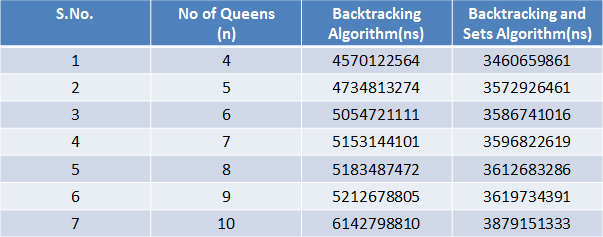 S.No. No of Queens Backtracking Backtracking and
(n) Algorithm(ns) Sets Algorithm(ns)
1 4 4570122564 3460659861
2 5 4734813274 3572926461
3 6 5054721111 3586741016
4 7 5153144101 3596822619
5 8 5183487472 3612683286
6 9 5212678805 3619734391
7 10 6142798810 3879151333